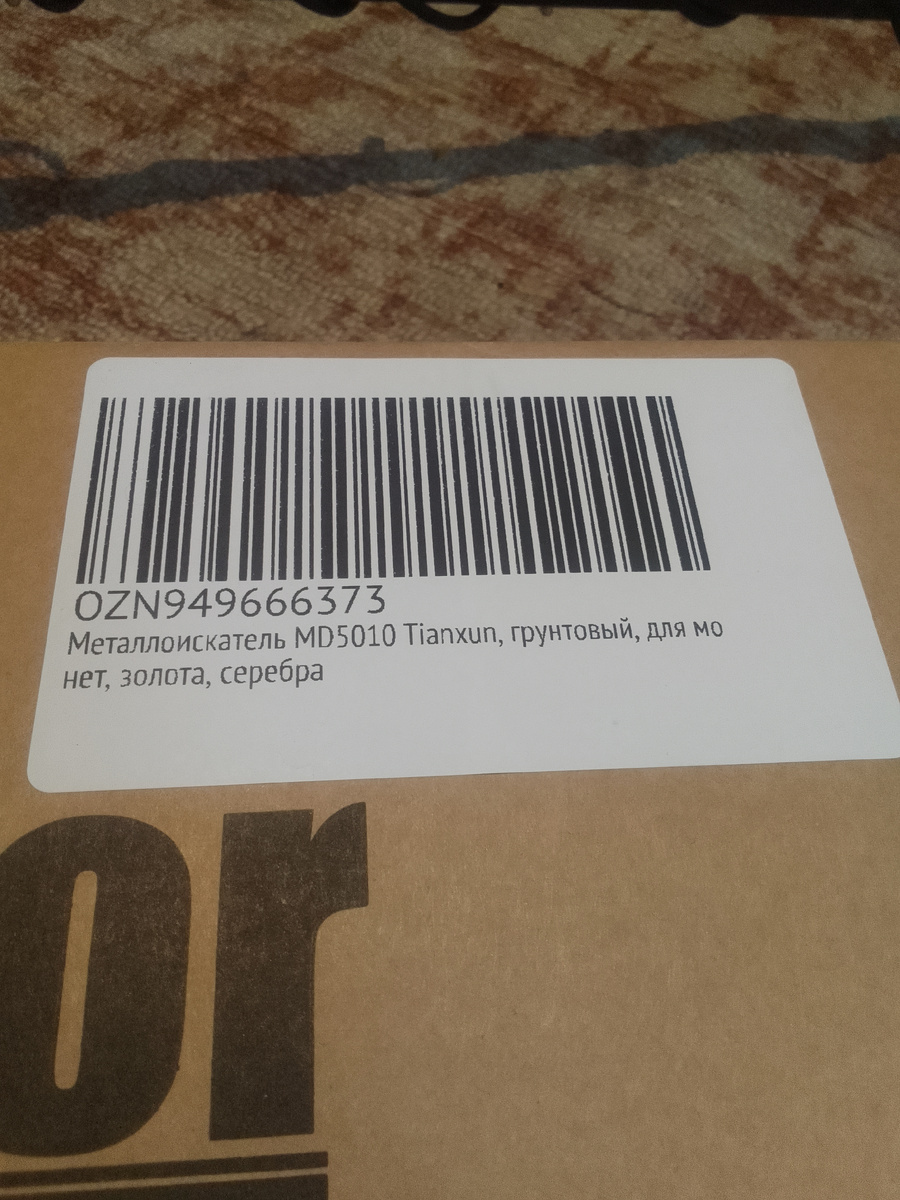 OZN949666373
Металлоискатель MD5010 Tianxun, грунтовый, для мо
нет, золота, серебра
or